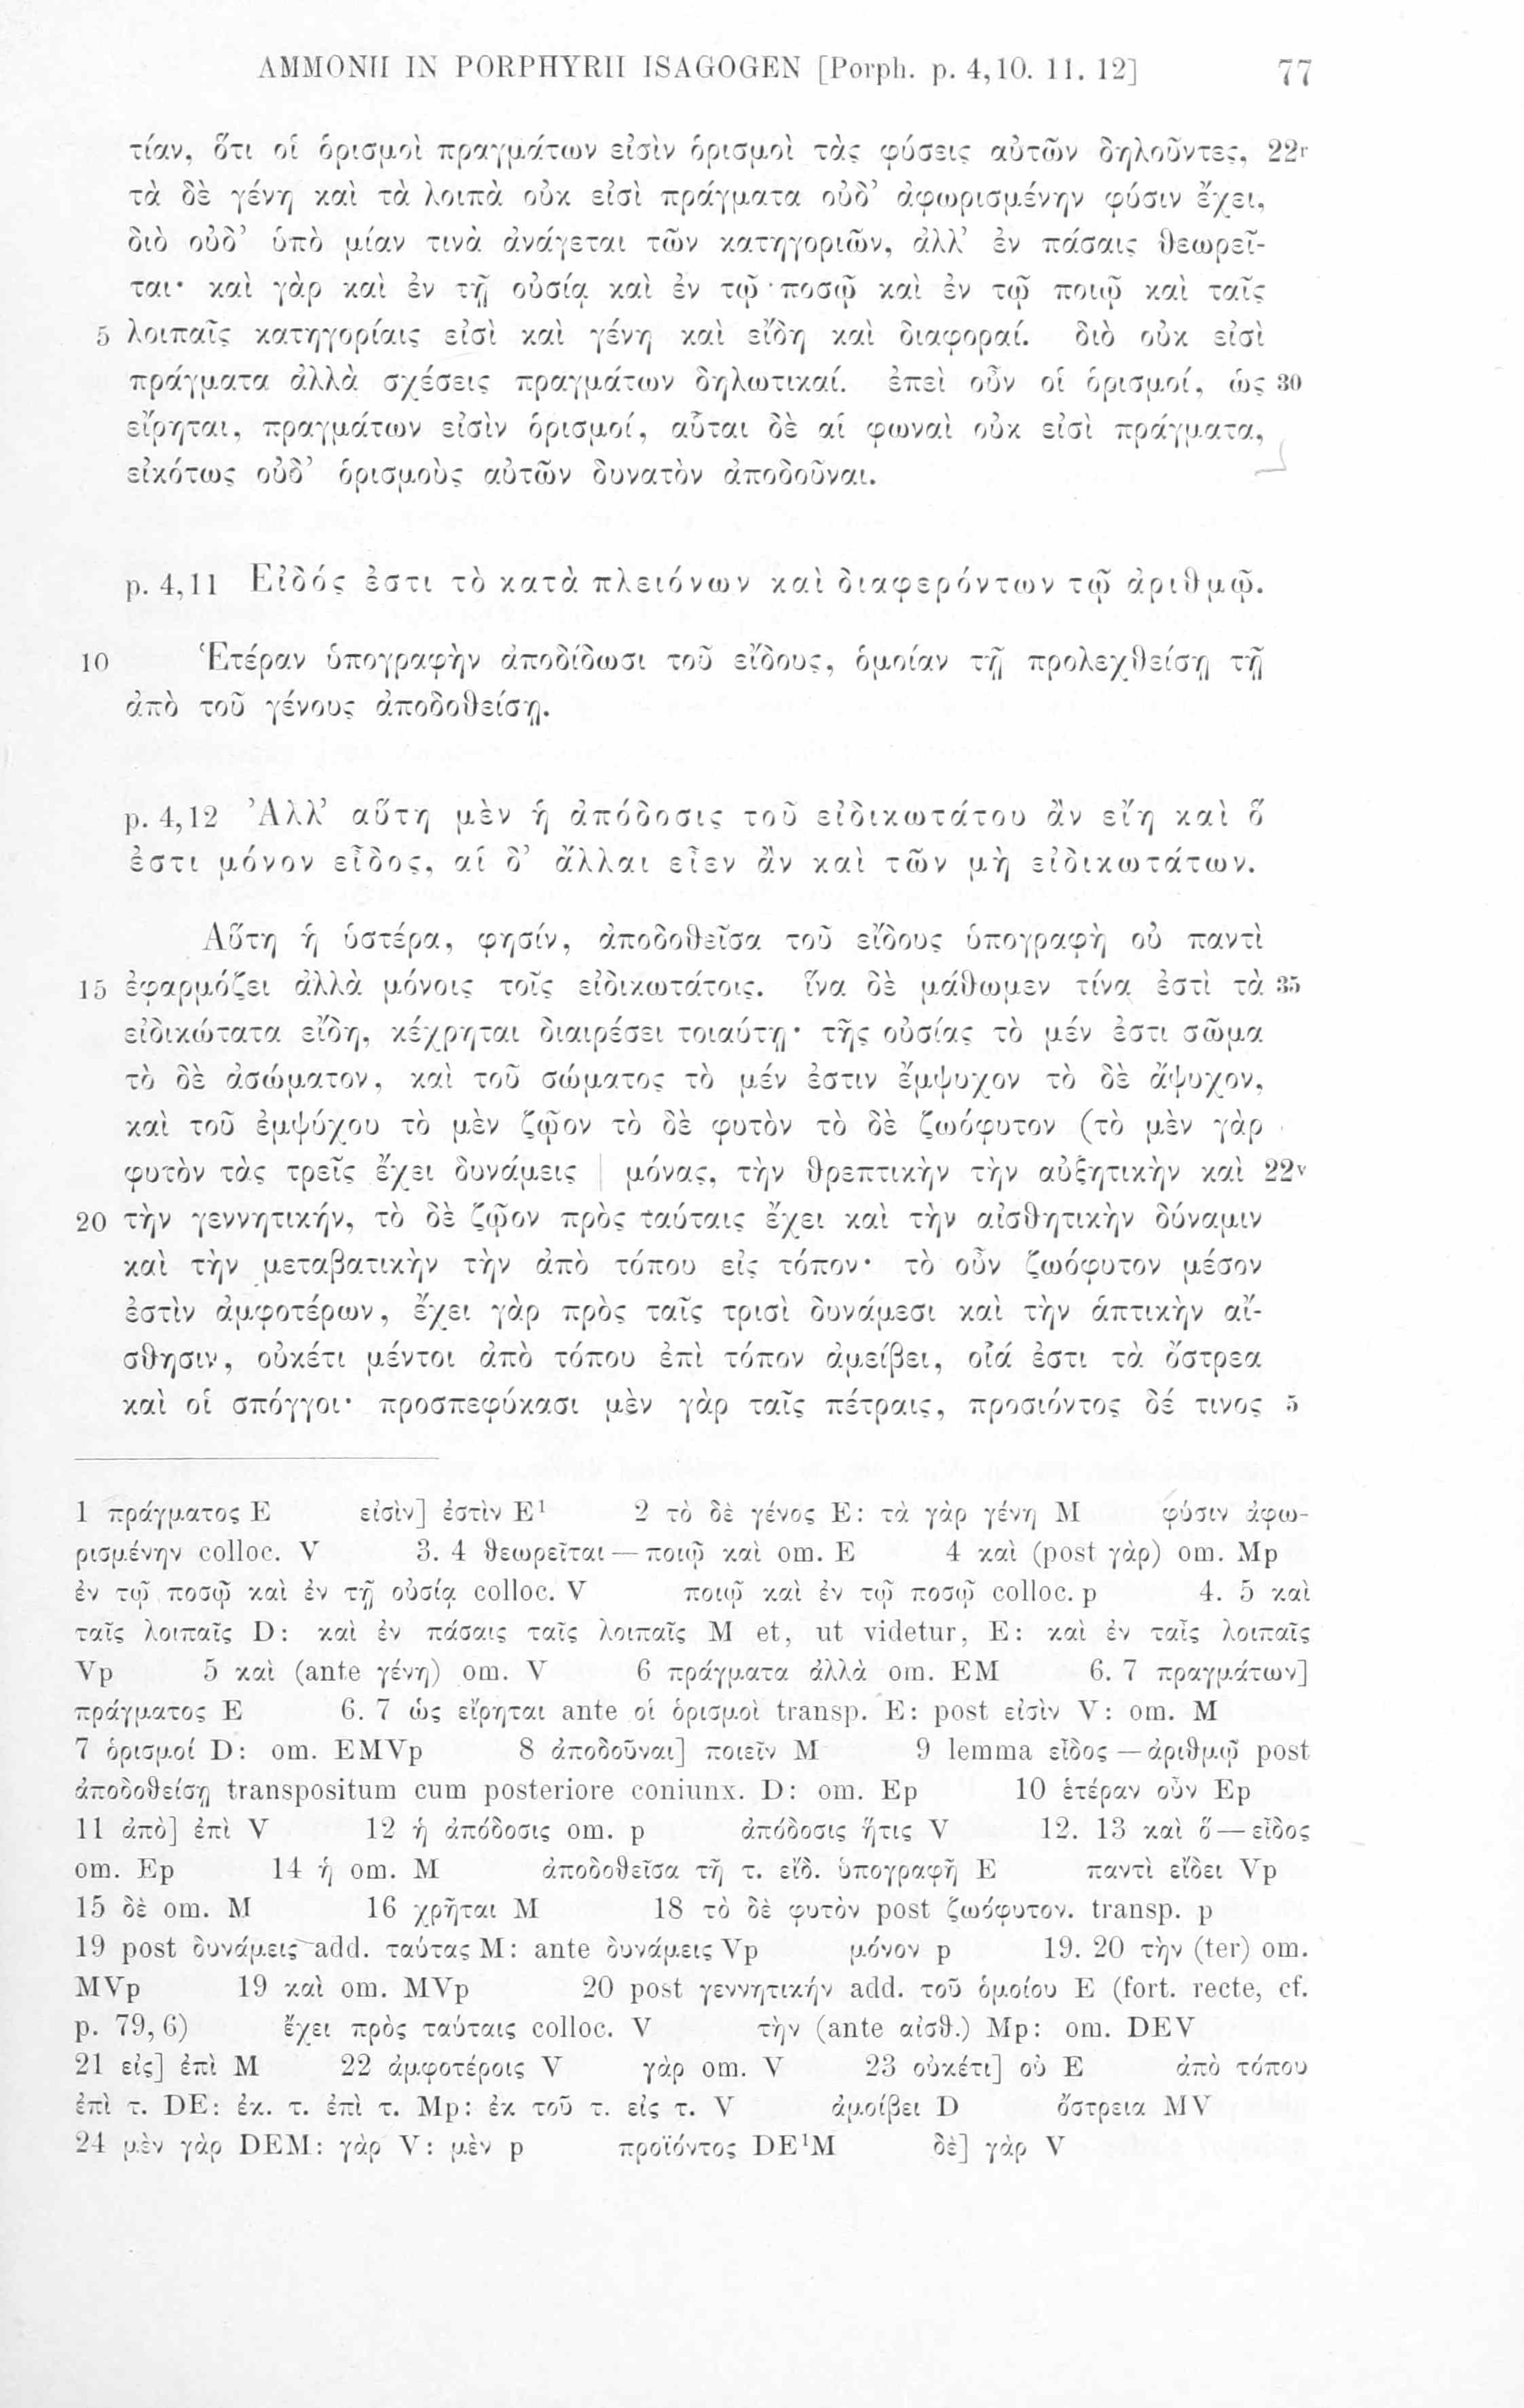 AMMONII IN PORPHYRII ISAGOGEN [Porph. p. 4,10. 11. 12] 77
τίαν, ὅτι οἱ ὁρισμοὶ πραγμάτων εἰσὶν ὁρισμοὶ τὰς φύσεις αὐτῶν δηλοῦντες, 22r
τὰ δὲ γένη καὶ τὰ λοιπὰ οὐκ εἰσὶ πράγματα οὐδ’ ἀφωρισμένην φύσιν ἔχει,
διὸ οὐδ’ ὑπὸ μίαν τινὰ ἀνάγεται τῶν κατηγοριῶν, ἀλλ’ ἐν πάσαις θεωρεῖ-
ται· καὶ γὰρ καὶ ἐν τῇ οὐσίᾳ καὶ ἐν τῷ ποσῷ καὶ ἐν τῷ ποιῷ καὶ ταῖς
5 λοιπαῖς κατηγορίαις εἰσὶ καὶ γένη καὶ εἴδη καὶ διαφοραί. διὸ οὐκ εἰσὶ
πράγματα ἀλλὰ σχέσεις πραγμάτων δηλωτικαί. ἐπεὶ οὖν οἱ ὁρισμοί, ὡς 30
εἴρηται, πραγμάτων εἰσὶν ὁρισμοί, αὗται δὲ αἱ φωναὶ οὐκ εἰσὶ πράγματα,
εἰκότως οὐδ’ ὁρισμοὺς αὐτῶν δυνατὸν ἀποδοῦναι.
p. 4,11 Εἰδός ἐστι τὸ κατὰ πλειόνων καὶ διαφερόντων τῷ ἀριθμῷ.
10 Ἑτέραν ὑπογραφὴν ἀποδίδωσι τοῦ εἴδους, ὁμοίαν τῇ προλεχθείσῃ τῇ
ἀπὸ τοῦ γένους ἀποδοθείσῃ.
p. 4,12 Ἀλλ’ αὕτη μὲν ἡ ἀπόδοσις τοῦ εἰδικωτάτου ἂν εἴη καὶ ὅ
ἐστι μόνον εἶδος, αἱ δ’ ἄλλαι εἶεν ἂν καὶ τῶν μὴ εἰδικωτάτων.
Αὕτη ἡ ὑστέρα, φησίν, ἀποδοθεῖσα τοῦ εἴδους ὑπογραφὴ οὐ παντὶ
15 ἐφαρμόζει ἀλλὰ μόνοις τοῖς εἰδικωτάτοις. ἵνα δὲ μάθωμεν τίνα ἐστὶ τὰ 35
εἰδικώτατα εἴδη, κέχρηται διαιρέσει τοιαύτῃ· τῆς οὐσίας τὸ μέν ἐστι σῶμα
τὸ δὲ ἀσώματον, καὶ τοῦ σώματος τὸ μέν ἐστιν ἔμψυχον τὸ δὲ ἄψυχον,
καὶ τοῦ ἐμψύχου τὸ μὲν ζῷον τὸ δὲ φυτὸν τὸ δὲ ζωόφυτον (τὸ μὲν γὰρ
φυτὸν τὰς τρεῖς ἔχει δυνάμεις | μόνας, τὴν θρεπτικὴν τὴν αὐξητικὴν καὶ 22v
20 τὴν γεννητικήν, τὸ δὲ ζῷον πρὸς ταύταις ἔχει καὶ τὴν αἰσθητικὴν δύναμιν
καὶ τὴν μεταβατικὴν τὴν ἀπὸ τόπου εἰς τόπον· τὸ οὖν ζωόφυτον μέσον
ἐστὶν ἀμφοτέρων, ἔχει γὰρ πρὸς ταῖς τρισὶ δυνάμεσι καὶ τὴν ἁπτικὴν αἴ-
σθησιν, οὐκέτι μέντοι ἀπὸ τόπου ἐπὶ τόπον ἀμείβει, οἷά ἐστι τὰ ὄστρεα
καὶ οἱ σπόγγοι· προσπεφύκασι μὲν γὰρ ταῖς πέτραις, προσιόντος δέ τινος 5
1 πράγματος E εἰσὶν] ἐστὶν E¹ 2 τὸ δὲ γένος E: τὰ γὰρ γένη M φύσιν ἀφω-
ρισμένην colloc. V 3. 4 θεωρεῖται — ποιῷ καὶ om. E 4 καὶ (post γὰρ) om. Mp
ἐν τῷ ποσῷ καὶ ἐν τῇ οὐσίᾳ colloc. V ποιῷ καὶ ἐν τῷ ποσῷ colloc. p 4. 5 καὶ
ταῖς λοιπαῖς D: καὶ ἐν πάσαις ταῖς λοιπαῖς M et, ut videtur, E: καὶ ἐν ταῖς λοιπαῖς
Vp 5 καὶ (ante γένη) om. V 6 πράγματα ἀλλὰ om. EM 6. 7 πραγμάτων]
πράγματος E 6. 7 ὡς εἴρηται ante οἱ ὁρισμοὶ transp. E: post εἰσὶν V: om. M
7 ὁρισμοί D: om. EMVp 8 ἀποδοῦναι] ποιεῖν M 9 lemma εἶδος — ἀριθμῷ post
ἀποδοθείσῃ transpositum cum posteriore coniunx. D: om. Ep 10 ἑτέραν οὖν Ep
11 ἀπὸ] ἐπὶ V 12 ἡ ἀπόδοσις om. p ἀπόδοσις ἥτις V 12. 13 καὶ ὅ — εἶδος
om. Ep 14 ἡ om. M ἀποδοθεῖσα τῇ τ. εἴδ. ὑπογραφῇ E παντὶ εἴδει Vp
15 δὲ om. M 16 χρῆται M 18 τὸ δὲ φυτὸν post ζωόφυτον. transp. p
19 post δυνάμεις add. ταύτας M: ante δυνάμεις Vp μόνον p 19. 20 τὴν (ter) om.
MVp 19 καὶ om. MVp 20 post γεννητικήν add. τοῦ ὁμοίου E (fort. recte, cf.
p. 79,6) ἔχει πρὸς ταύταις colloc. V τὴν (ante αἰσθ.) Mp: om. DEV
21 εἰς] ἐπὶ M 22 ἀμφοτέροις V γὰρ om. V 23 οὐκέτι] οὐ E ἀπὸ τόπου
ἐπὶ τ. DE: ἐκ. τ. ἐπὶ τ. Mp: ἐκ τοῦ τ. εἰς τ. V ἀμοίβει D ὄστρεια MV
24 μὲν γὰρ DEM: γὰρ V: μὲν p προϊόντος DE¹M δὲ] γὰρ V